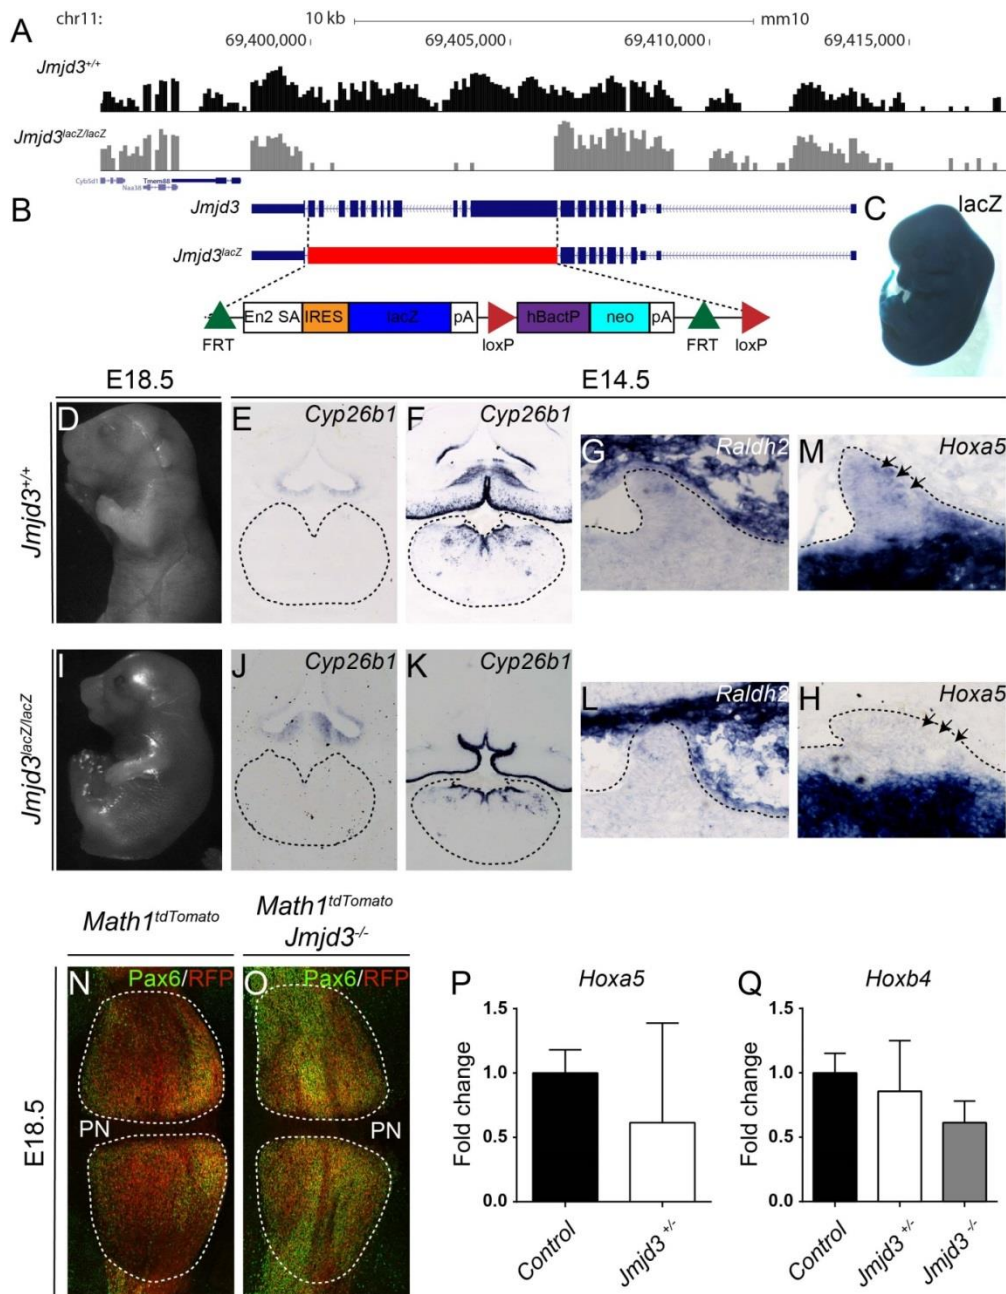 A
chr11:
10 kb
mm10
69,400,000
69,405,000
69,410,000
69,415,000
Jmjd3+/+
Jmjd3lacZ/lacZ
Cyb5d1
Naa38
Tmem88
B
Jmjd3
Jmjd3lacZ
FRT
En2 SA
IRES
lacZ
pA
loxP
hBactP
neo
pA
FRT
loxP
C
lacZ
E18.5
E14.5
Jmjd3+/+
D
E
Cyp26b1
F
Cyp26b1
G
Raldh2
M
Hoxa5
Jmjd3lacZ/lacZ
I
J
Cyp26b1
K
Cyp26b1
L
Raldh2
H
Hoxa5
Math1tdTomato
Math1tdTomato
Jmjd3-/-
E18.5
N
Pax6/RFP
O
Pax6/RFP
PN
PN
P
Hoxa5
Fold change
1.5
1.0
0.5
0.0
Control
Jmjd3+/-
Q
Hoxb4
Fold change
1.5
1.0
0.5
0.0
Control
Jmjd3+/-
Jmjd3-/-